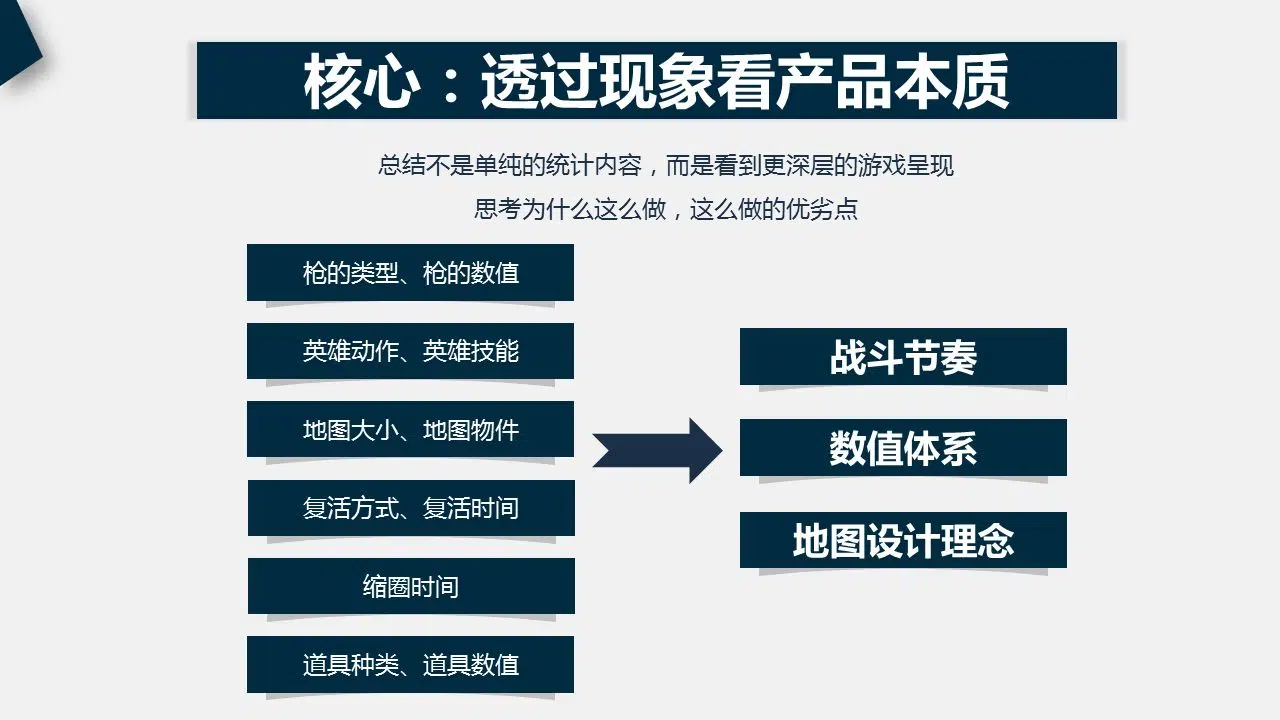 核心：透过现象看产品本质
总结不是单纯的统计内容，而是看到更深层的游戏呈现
思考为什么这么做，这么做的优劣点
枪的类型、枪的数值
英雄动作、英雄技能
地图大小、地图物件
复活方式、复活时间
缩圈时间
道具种类、道具数值
战斗节奏
数值体系
地图设计理念